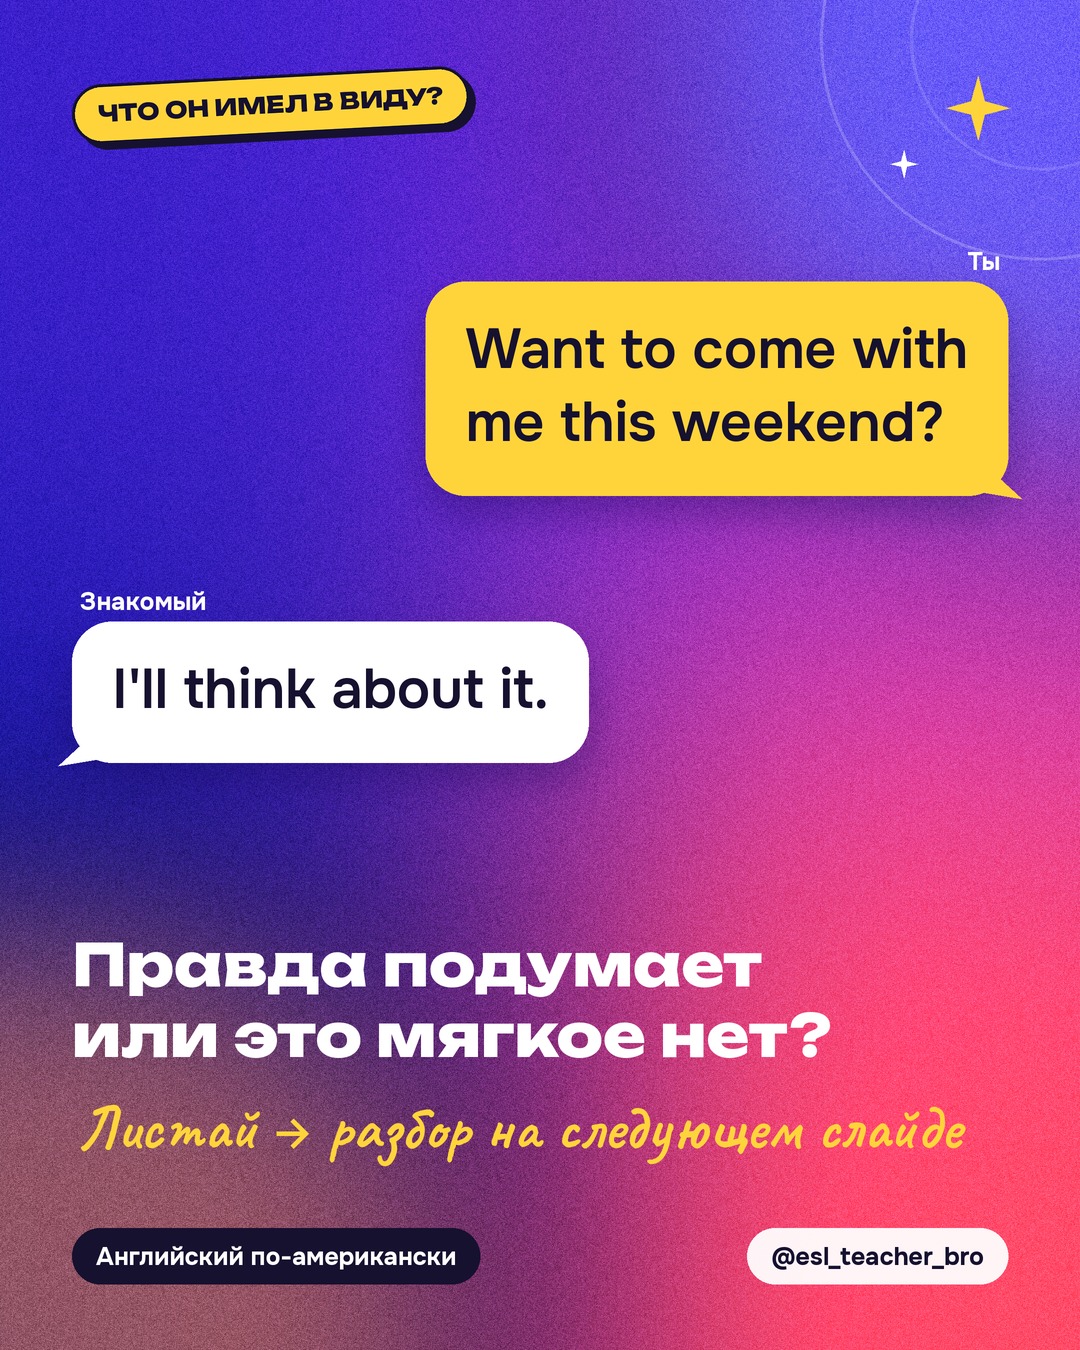 ЧТО ОН ИМЕЛ В ВИДУ?
Ты
Want to come with
me this weekend?
Знакомый
I'll think about it.
Правда подумает
или это мягкое нет?
Листай → разбор на следующем слайде
Английский по-американски
@esl_teacher_bro